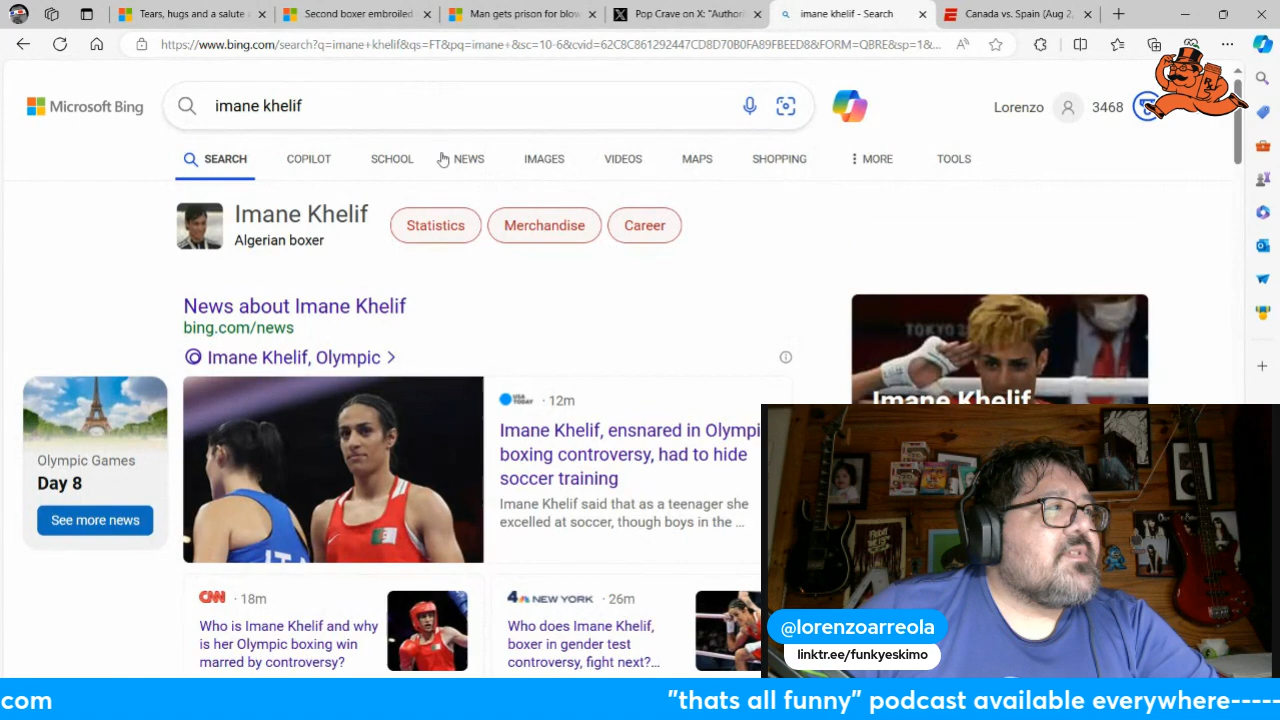 Tears, hugs and a salute
Second boxer embroiled
Man gets prison for blow
Pop Crave on X: "Authori
imane khelif - Search
Canada vs. Spain (Aug 2,
https://www.bing.com/search?q=imane+khelif&qs=FT&pq=imane+&sc=10-6&cvid=62C8C861292447CD8D70B0FA89FBEED8&FORM=QBRE&sp=1&...
Microsoft Bing
imane khelif
Lorenzo
3468
SEARCH
COPILOT
SCHOOL
NEWS
IMAGES
VIDEOS
MAPS
SHOPPING
MORE
TOOLS
Imane Khelif
Algerian boxer
Statistics
Merchandise
Career
News about Imane Khelif
bing.com/news
Imane Khelif, Olympic
TOKYO
Imane Khelif
Olympic Games
Day 8
See more news
USA TODAY · 12m
Imane Khelif, ensnared in Olympi
boxing controversy, had to hide
soccer training
Imane Khelif said that as a teenager she
excelled at soccer, though boys in the ...
CNN · 18m
Who is Imane Khelif and why
is her Olympic boxing win
marred by controversy?
4 NEW YORK · 26m
Who does Imane Khelif,
boxer in gender test
controversy, fight next?...
@lorenzoarreola
linktr.ee/funkyeskimo
com
"thats all funny" podcast available everywhere-----